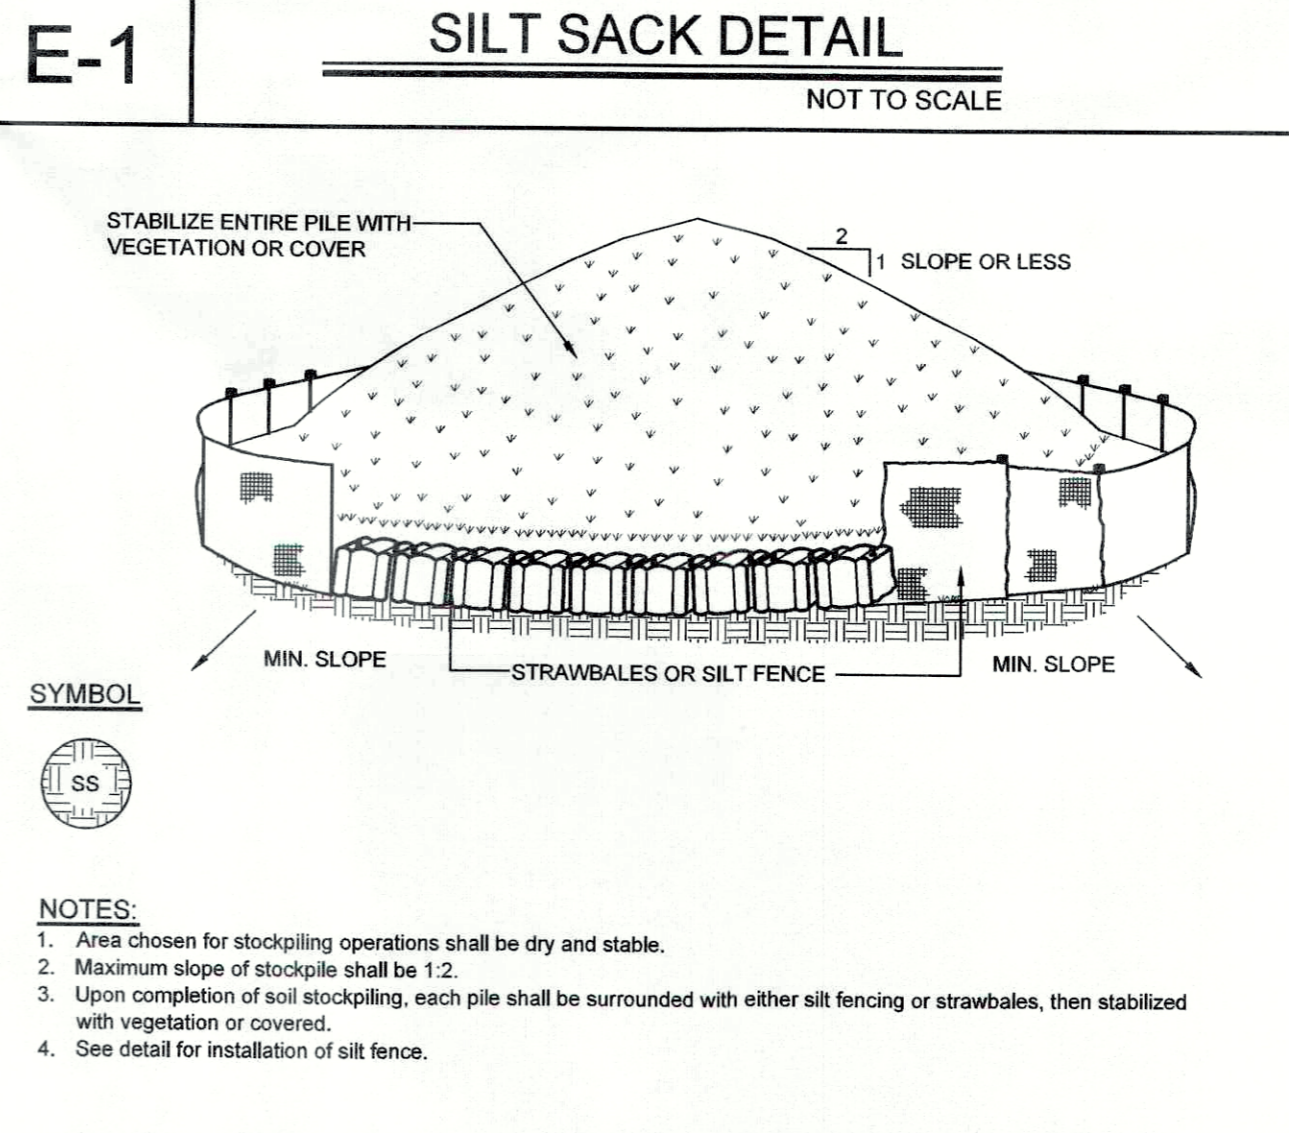 E-1
SILT SACK DETAIL
NOT TO SCALE
STABILIZE ENTIRE PILE WITH
VEGETATION OR COVER
2
1 SLOPE OR LESS
MIN. SLOPE
STRAWBALES OR SILT FENCE
MIN. SLOPE
SYMBOL
SS
NOTES:
1. Area chosen for stockpiling operations shall be dry and stable.
2. Maximum slope of stockpile shall be 1:2.
3. Upon completion of soil stockpiling, each pile shall be surrounded with either silt fencing or strawbales, then stabilized
with vegetation or covered.
4. See detail for installation of silt fence.